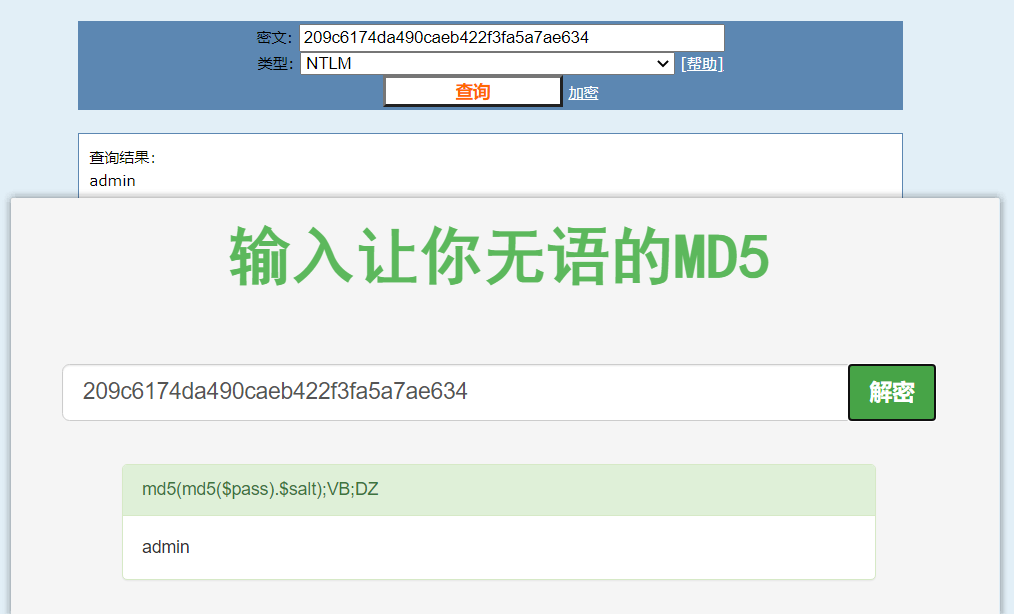 密文: 209c6174da490caeb422f3fa5a7ae634
类型: NTLM [帮助]
查询 加密
查询结果:
admin
输入让你无语的MD5
209c6174da490caeb422f3fa5a7ae634 解密
md5(md5($pass).$salt);VB;DZ
admin